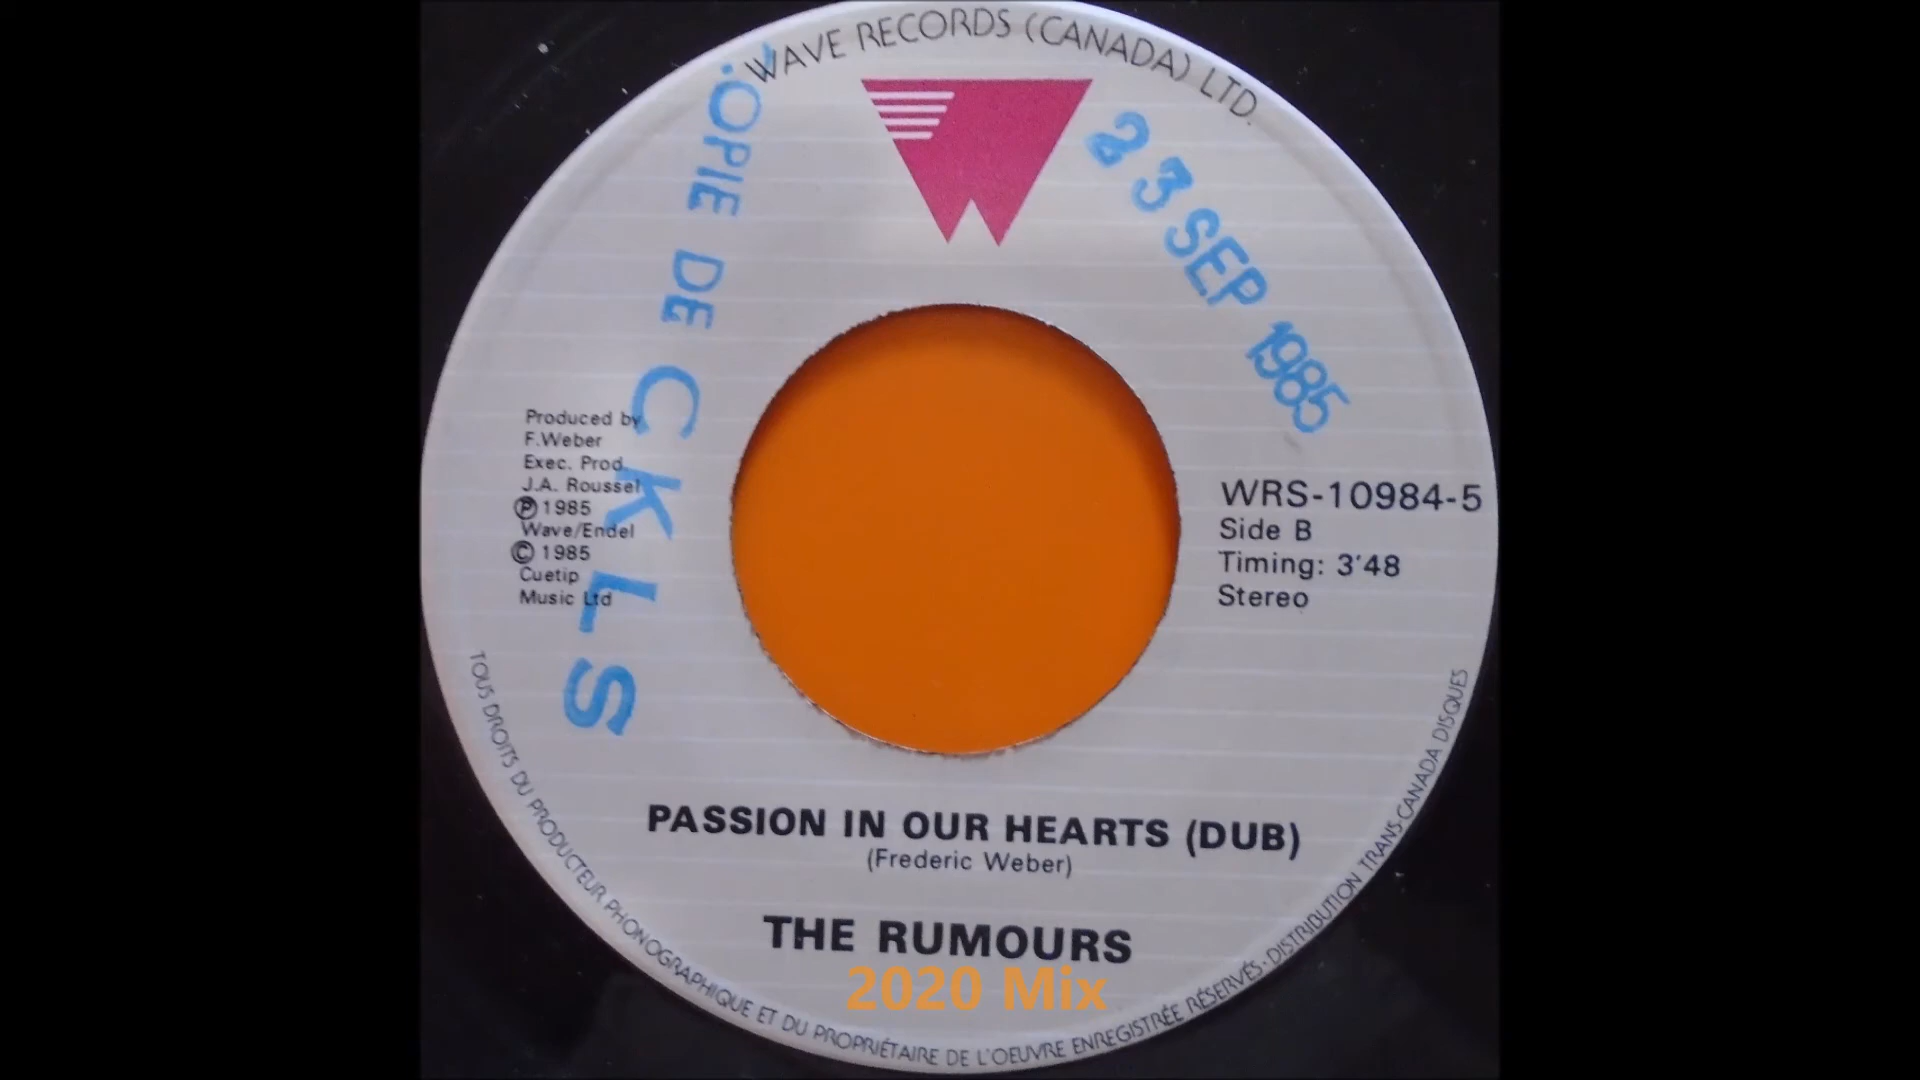 WAVE RECORDS (CANADA) LTD.
.OPIE DE CKLS
23 SEP 1985
Produced by
F.Weber
Exec. Prod.
J.A. Roussel
Ⓟ 1985
Wave/Endel
© 1985
Cuetip
Music Ltd
WRS-10984-5
Side B
Timing: 3'48
Stereo
PASSION IN OUR HEARTS (DUB)
(Frederic Weber)
THE RUMOURS
2020 Mix
TOUS DROITS DU PRODUCTEUR PHONOGRAPHIQUE ET DU PROPRIÉTAIRE DE L'OEUVRE ENREGISTRÉE RÉSERVÉS - DISTRIBUTION TRANS-CANADA DISQUES